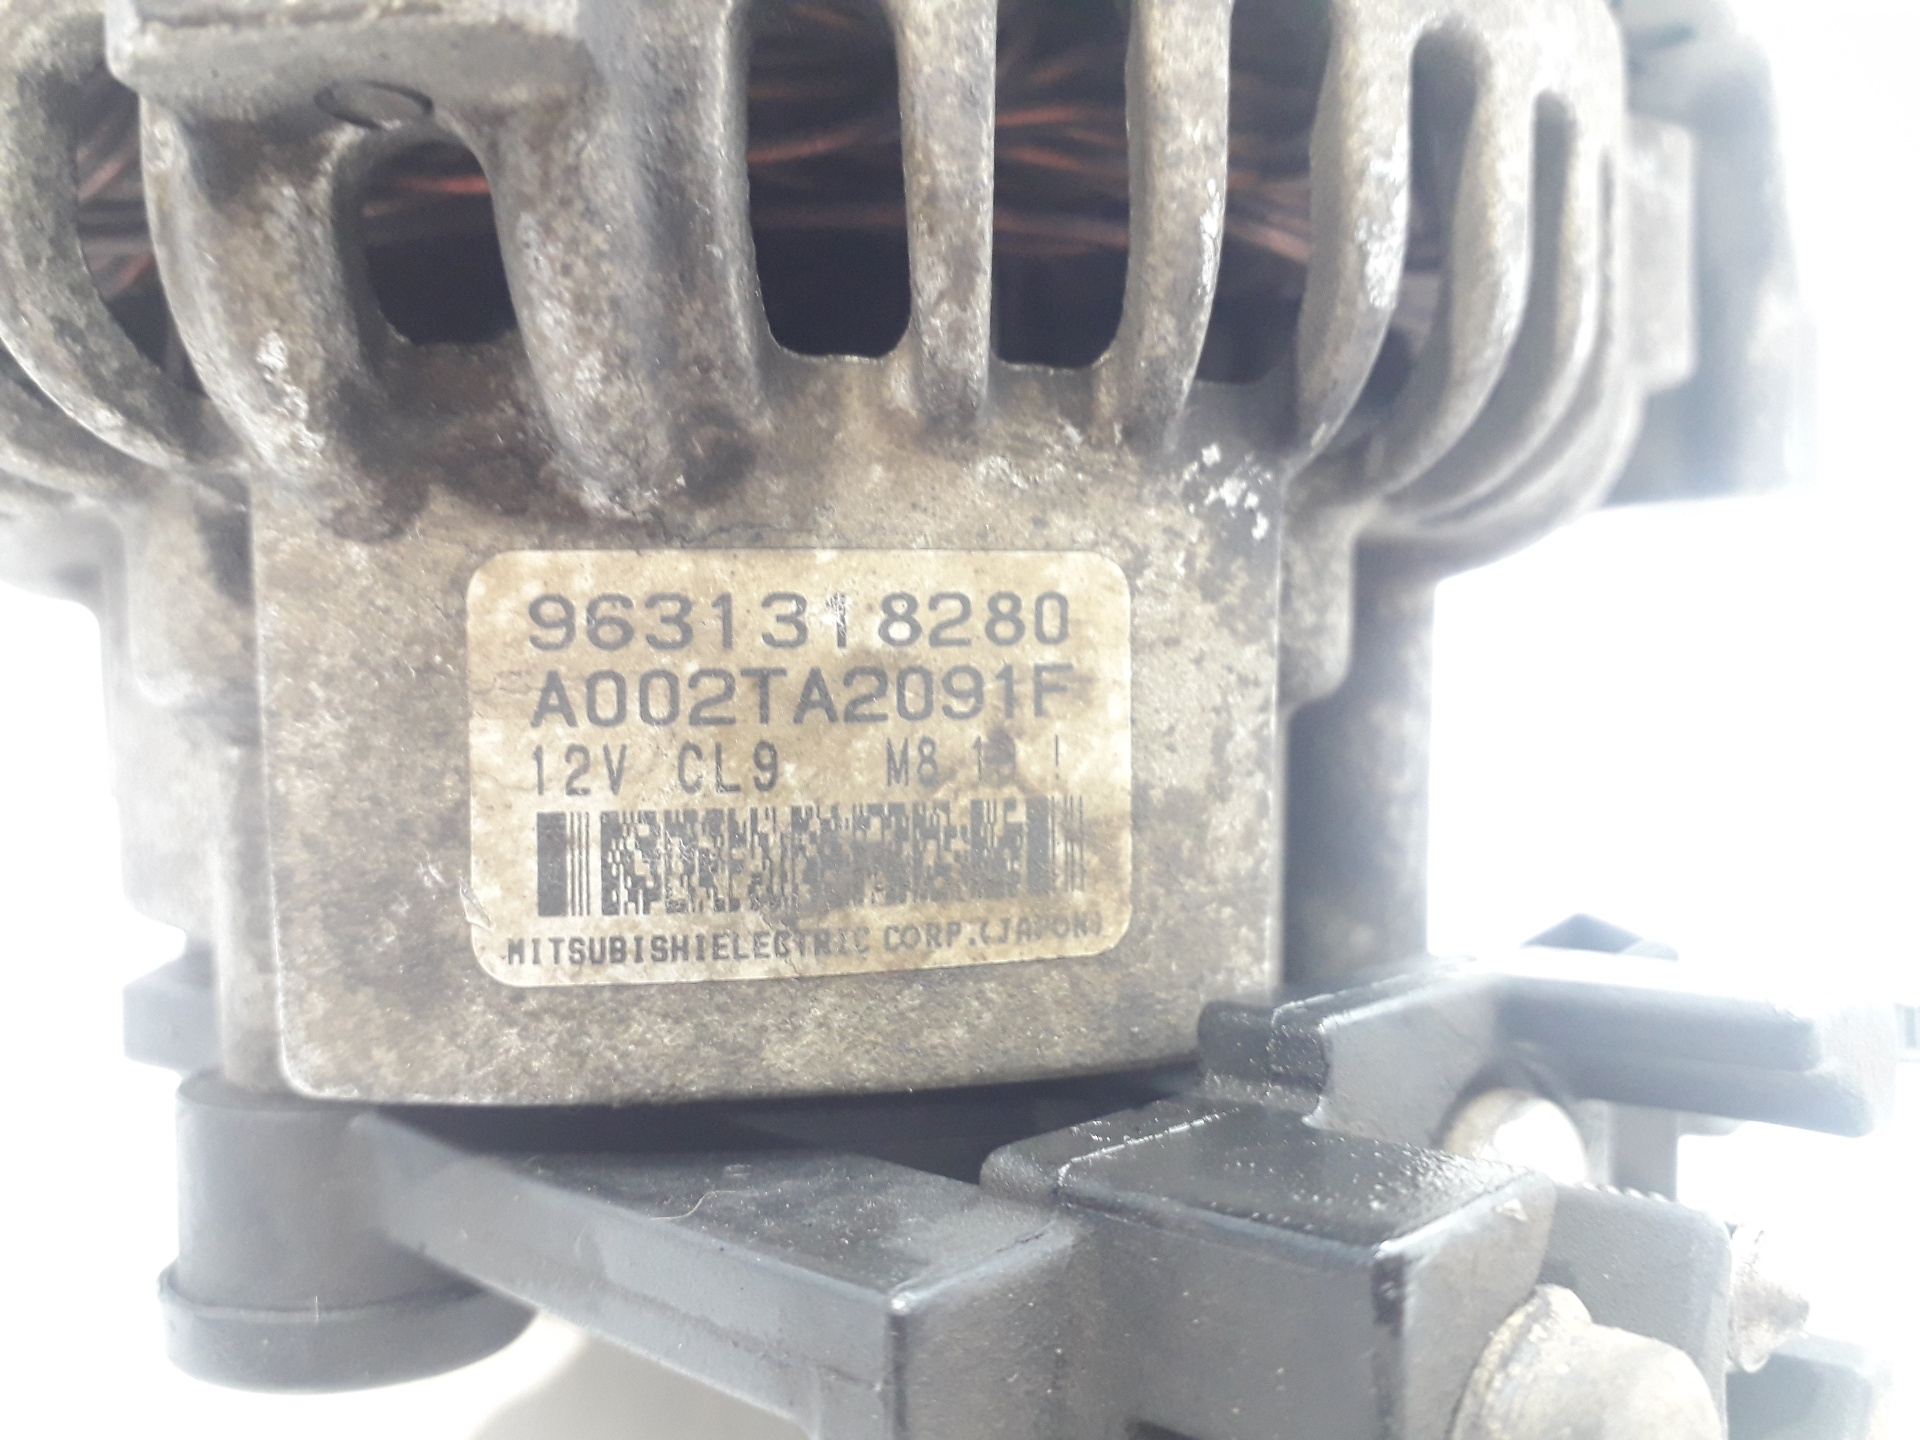 9631318280
A002TA2091F
12V CL9 M8
MITSUBISHIELECTRIC CORP.(JAPON)